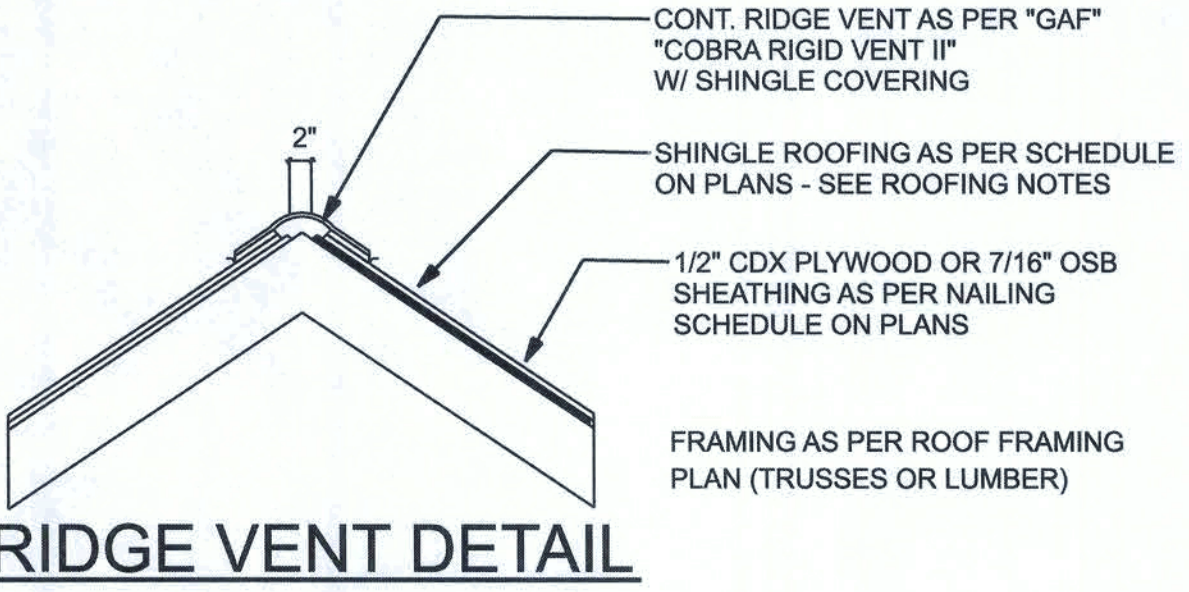 CONT. RIDGE VENT AS PER "GAF"
"COBRA RIGID VENT II"
W/ SHINGLE COVERING
2"
SHINGLE ROOFING AS PER SCHEDULE
ON PLANS - SEE ROOFING NOTES
1/2" CDX PLYWOOD OR 7/16" OSB
SHEATHING AS PER NAILING
SCHEDULE ON PLANS
FRAMING AS PER ROOF FRAMING
PLAN (TRUSSES OR LUMBER)
RIDGE VENT DETAIL